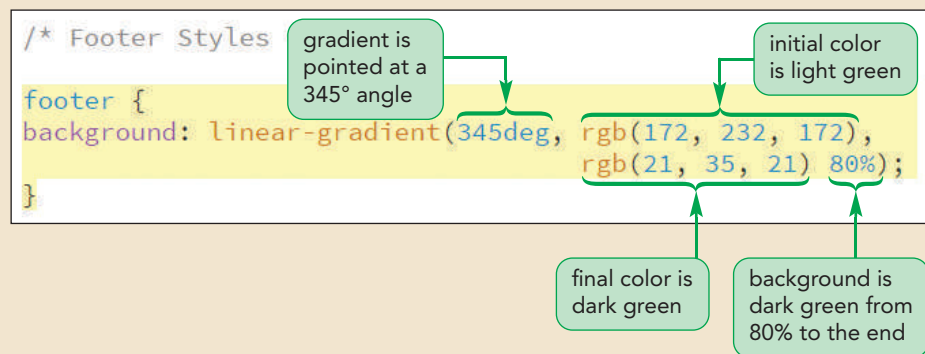 /* Footer Styles
gradient is
pointed at a
345° angle
initial color
is light green
footer {
background: linear-gradient(345deg, rgb(172, 232, 172),
rgb(21, 35, 21) 80%);
}
final color is
dark green
background is
dark green from
80% to the end